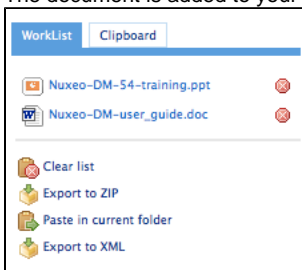 The document is added to your
WorkList Clipboard
Nuxeo-DM-54-training.ppt
Nuxeo-DM-user_guide.doc
Clear list
Export to ZIP
Paste in current folder
Export to XML